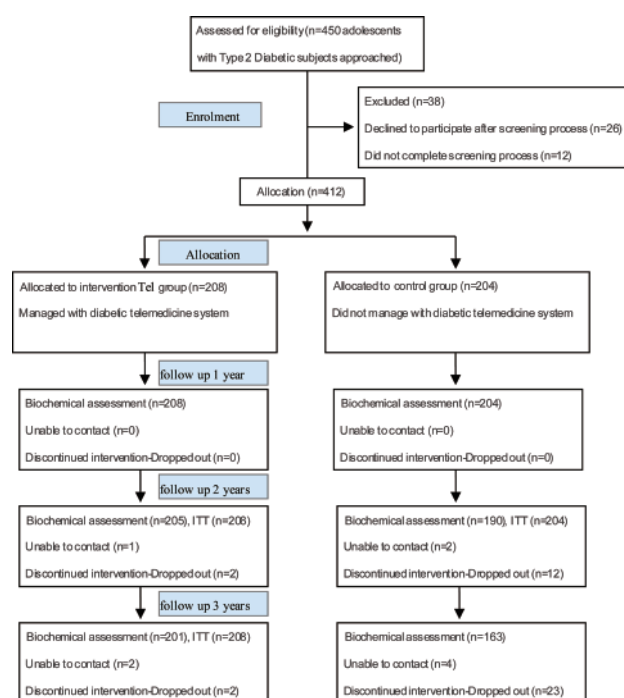 Assessed for eligibility(n=450 adolescents
with Type 2 Diabetic subjects approached)
Enrolment
Excluded (n=38)
Declined to participate after screening process (n=26)
Did not complete screening process (n=12)
Allocation (n=412)
Allocation
Allocated to intervention Tel group (n=208)
Managed with diabetic telemedicine system
Allocated to control group (n=204)
Did not manage with diabetic telemedicine system
follow up 1 year
Biochemical assessment (n=208)
Unable to contact (n=0)
Discontinued intervention-Dropped out (n=0)
Biochemical assessment (n=204)
Unable to contact (n=0)
Discontinued intervention-Dropped out (n=0)
follow up 2 years
Biochemical assessment (n=205), ITT (n=208)
Unable to contact (n=1)
Discontinued intervention-Dropped out (n=2)
Biochemical assessment (n=190), ITT (n=204)
Unable to contact (n=2)
Discontinued intervention-Dropped out (n=12)
follow up 3 years
Biochemical assessment (n=201), ITT (n=208)
Unable to contact (n=2)
Discontinued intervention-Dropped out (n=2)
Biochemical assessment (n=163)
Unable to contact (n=4)
Discontinued intervention-Dropped out (n=23)